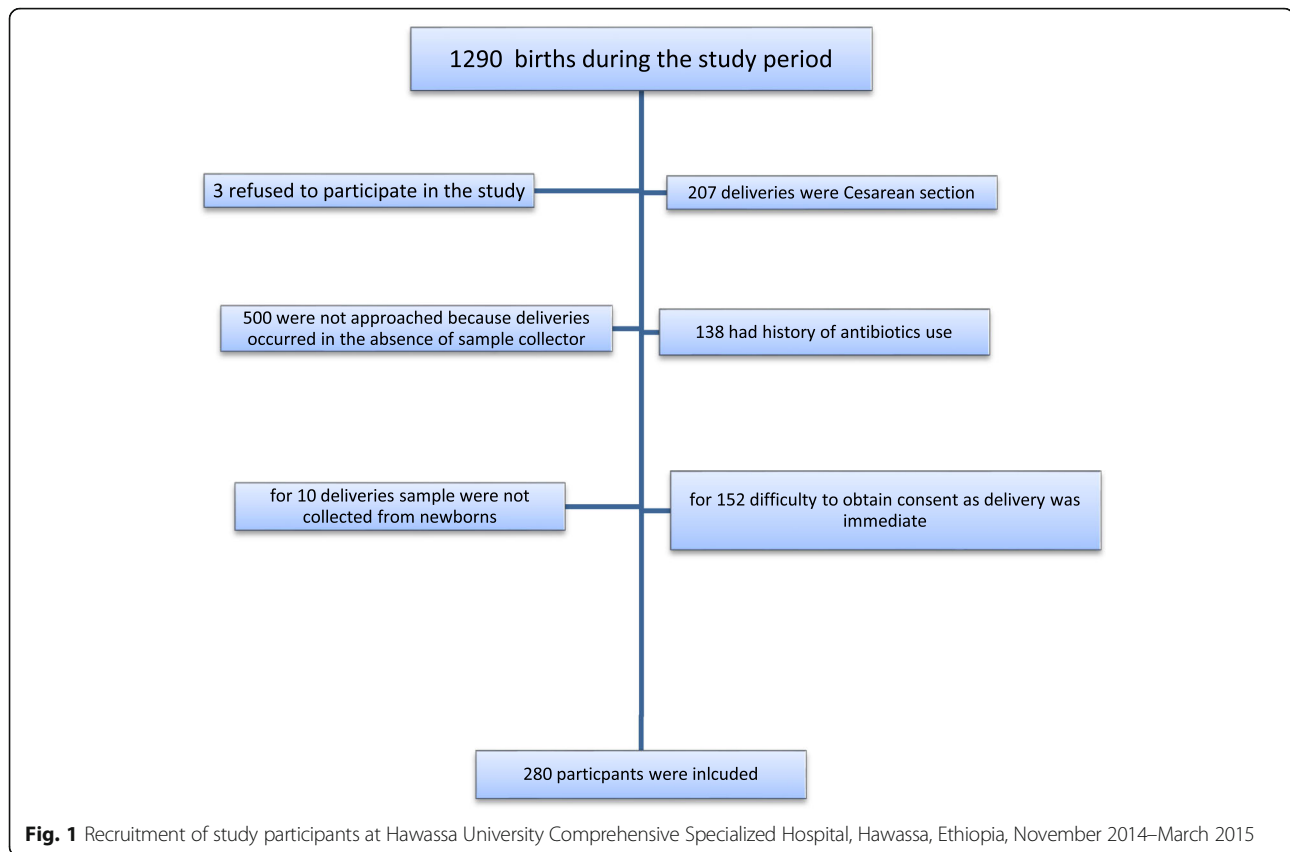 1290 births during the study period
3 refused to participate in the study
207 deliveries were Cesarean section
500 were not approached because deliveries
occurred in the absence of sample collector
138 had history of antibiotics use
for 10 deliveries sample were not
collected from newborns
for 152 difficulty to obtain consent as delivery was
immediate
280 particpants were inlcuded
Fig. 1 Recruitment of study participants at Hawassa University Comprehensive Specialized Hospital, Hawassa, Ethiopia, November 2014–March 2015